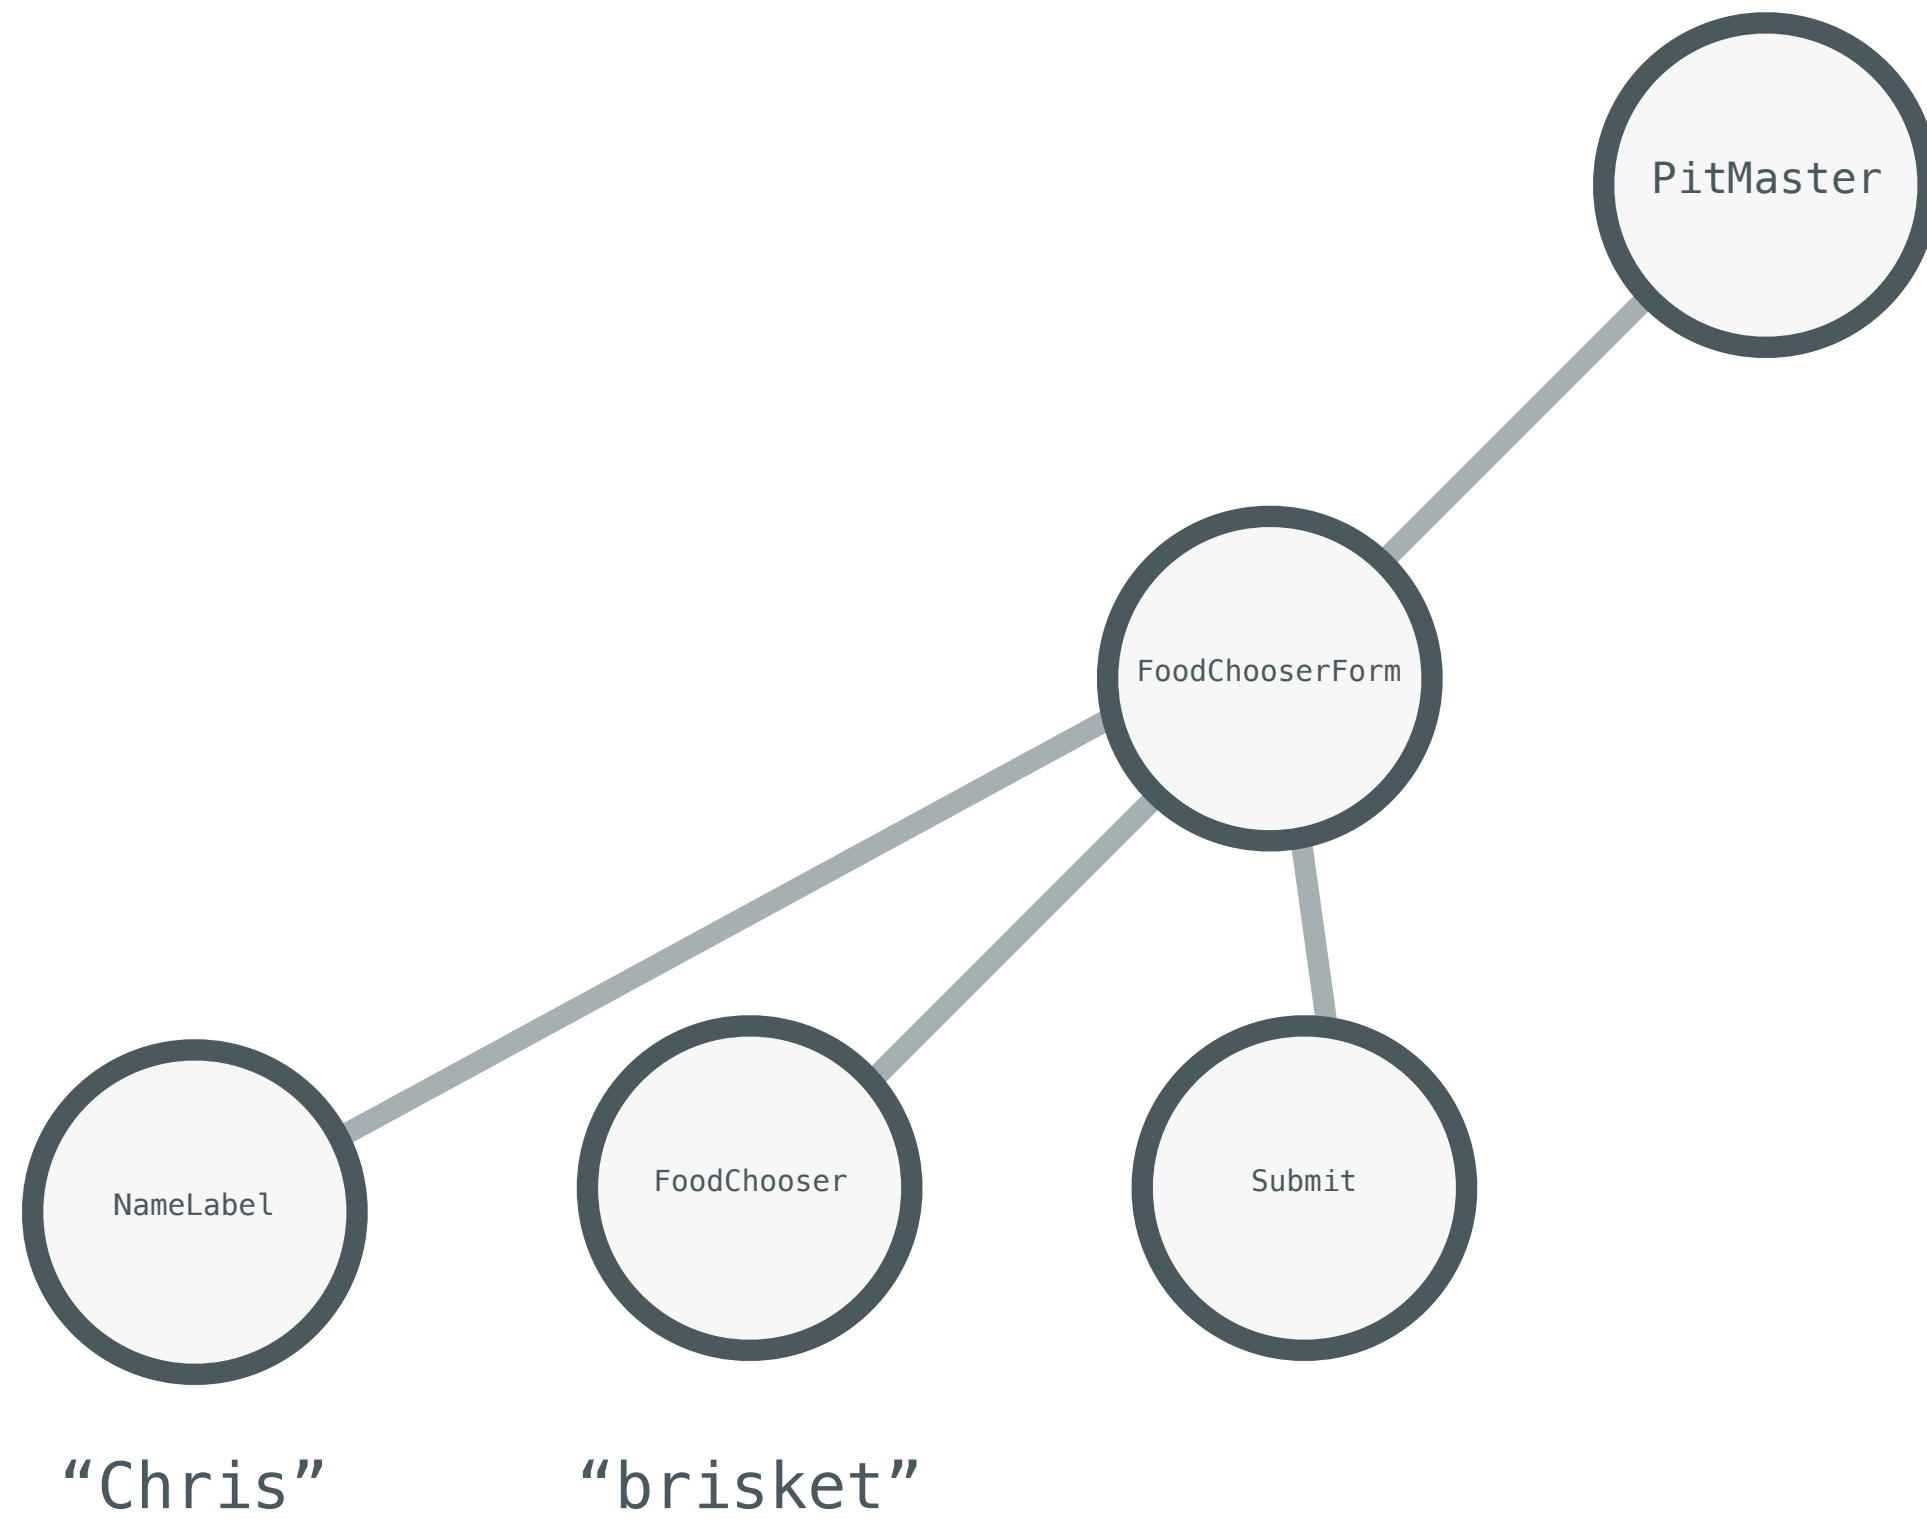 PitMaster
FoodChooserForm
NameLabel
FoodChooser
Submit
“Chris”
“brisket”